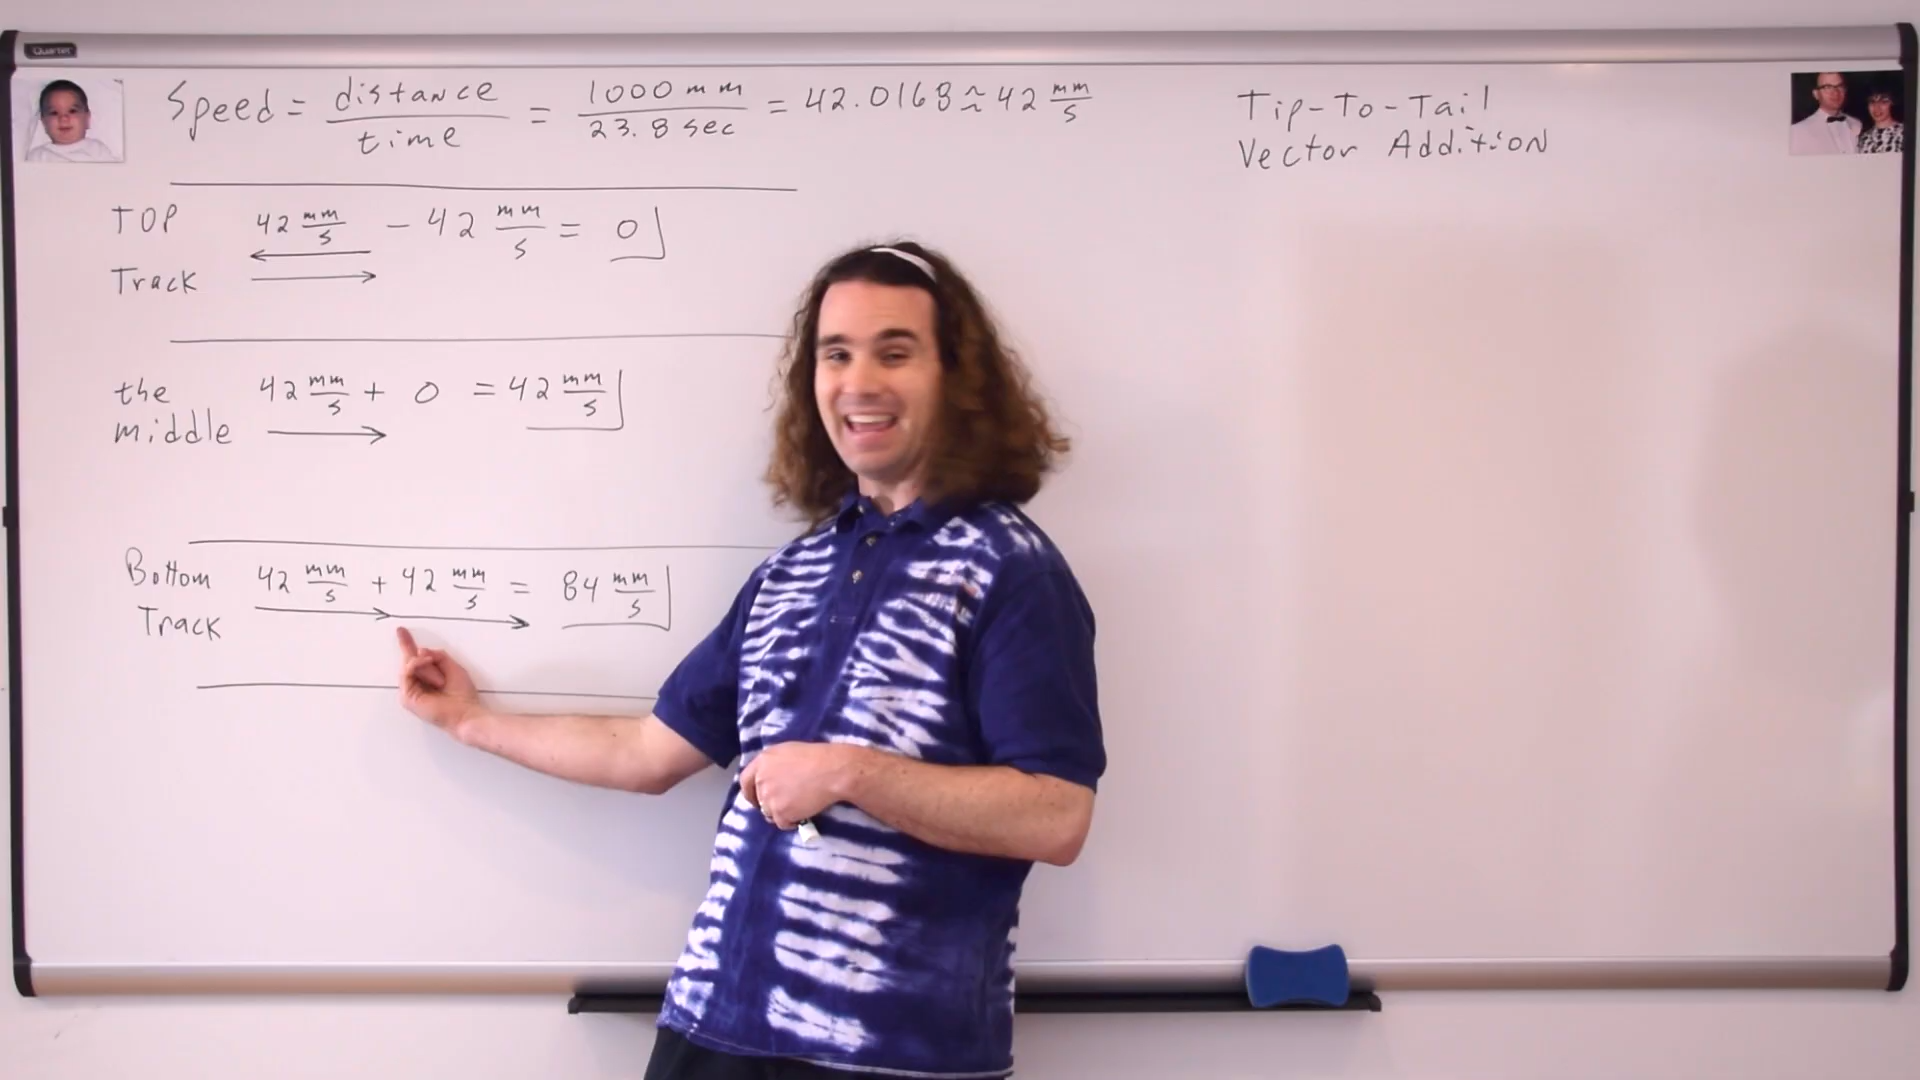 Quartet
Speed = distance / time = 1000 mm / 23.8 sec = 42.0168 ≈ 42 mm/s
Tip-To-Tail
Vector Addition
TOP Track 42 mm/s - 42 mm/s = 0
the middle 42 mm/s + 0 = 42 mm/s
Bottom Track 42 mm/s + 42 mm/s = 84 mm/s